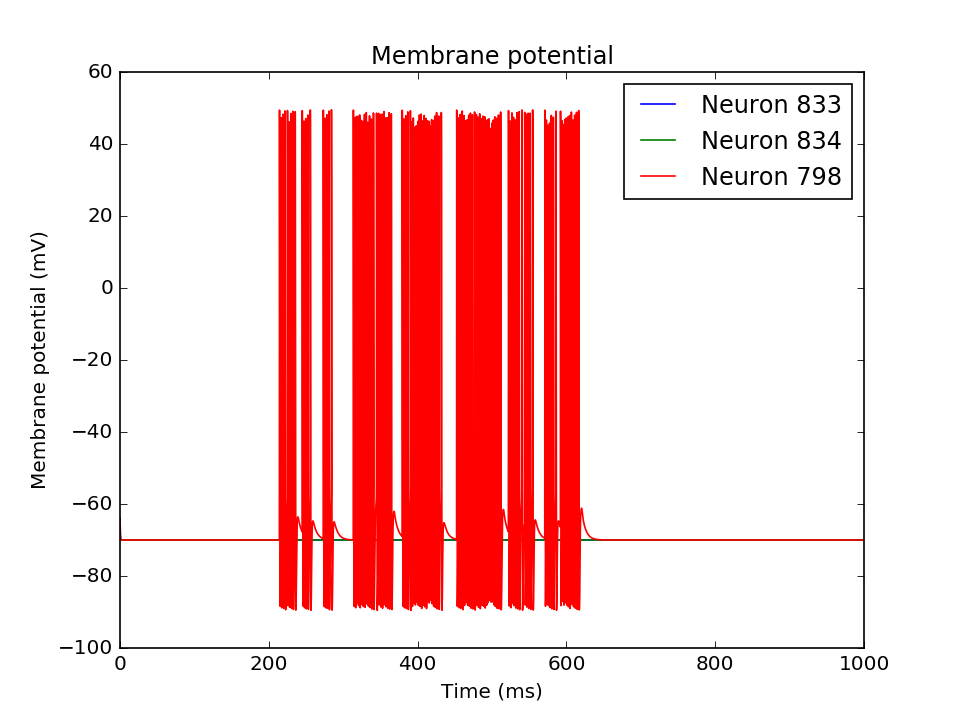 Membrane potential
60
40
20
0
−20
−40
−60
−80
−100
Membrane potential (mV)
Neuron 833
Neuron 834
Neuron 798
0 200 400 600 800 1000
Time (ms)